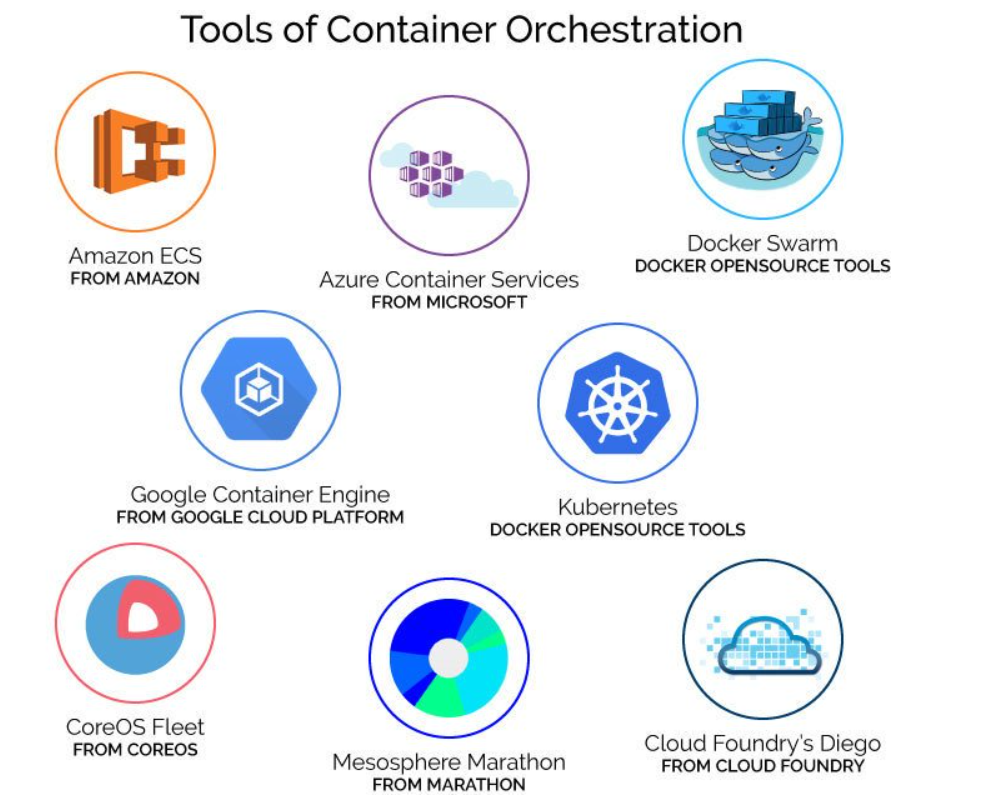 Tools of Container Orchestration
Amazon ECS
FROM AMAZON
Azure Container Services
FROM MICROSOFT
Docker Swarm
DOCKER OPENSOURCE TOOLS
Google Container Engine
FROM GOOGLE CLOUD PLATFORM
Kubernetes
DOCKER OPENSOURCE TOOLS
CoreOS Fleet
FROM COREOS
Mesosphere Marathon
FROM MARATHON
Cloud Foundry's Diego
FROM CLOUD FOUNDRY